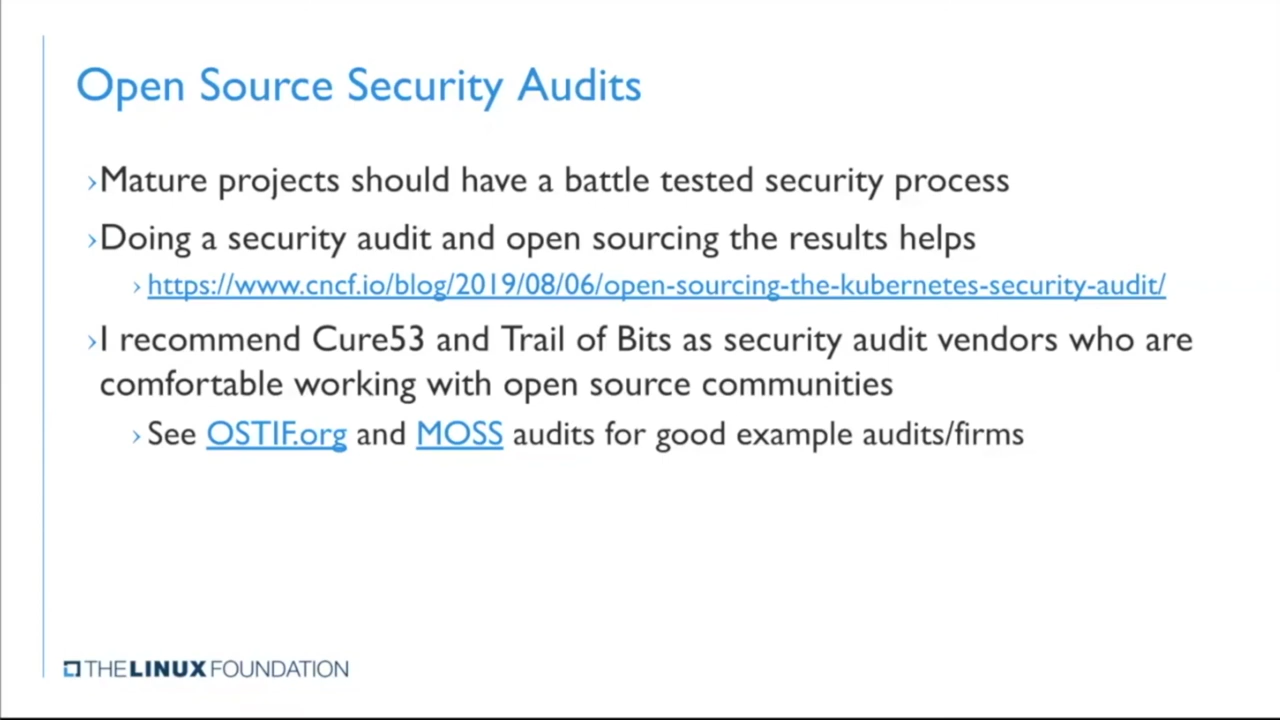 Open Source Security Audits
›Mature projects should have a battle tested security process
›Doing a security audit and open sourcing the results helps
›https://www.cncf.io/blog/2019/08/06/open-sourcing-the-kubernetes-security-audit/
›I recommend Cure53 and Trail of Bits as security audit vendors who are
comfortable working with open source communities
›See OSTIF.org and MOSS audits for good example audits/firms
THE LINUX FOUNDATION